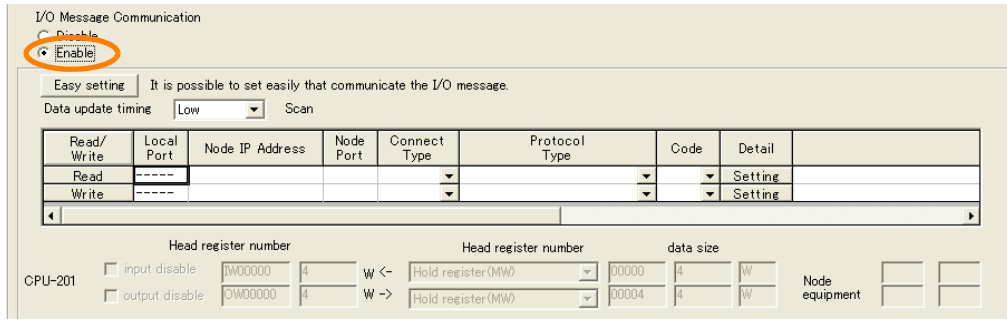 I/O Message Communication
Disable
Enable
Easy setting It is possible to set easily that communicate the I/O message.
Data update timing Low Scan
Read/ Write Local Port Node IP Address Node Port Connect Type Protocol Type Code Detail
Read ----- Setting
Write ----- Setting
Head register number Head register number data size
input disable IW00000 4 W <- Hold register(MW) 00000 4 W
CPU-201 Node equipment
output disable OW00000 4 W -> Hold register(MW) 00004 4 W